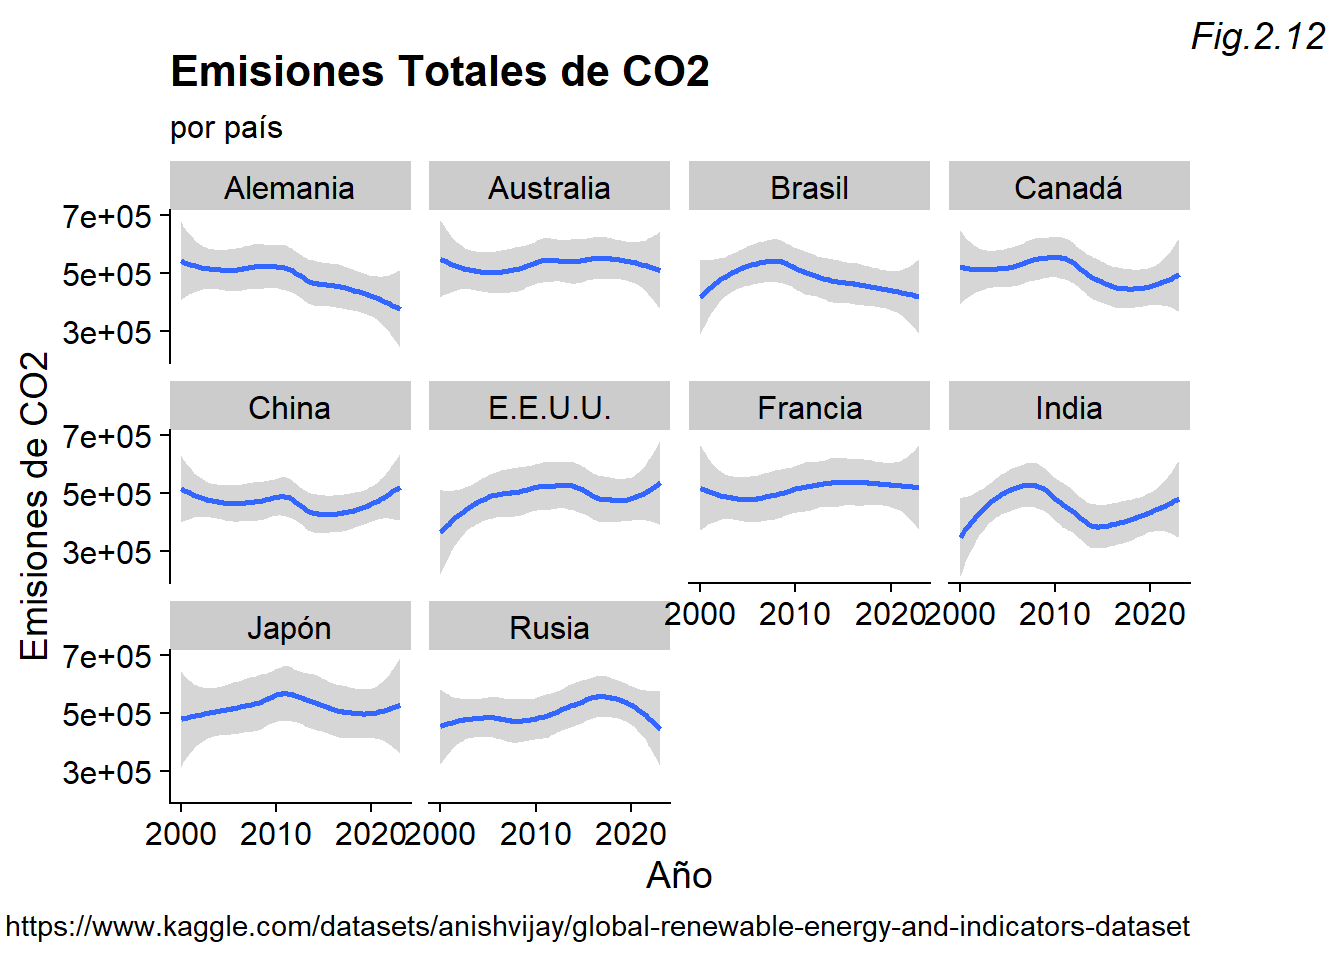 Fig.2.12
Emisiones Totales de CO2
por país
Alemania Australia Brasil Canadá
7e+05
5e+05
3e+05
China E.E.U.U. Francia India
7e+05
5e+05
3e+05
2000 2010 2020 2000 2010 2020
Japón Rusia
7e+05
5e+05
3e+05
2000 2010 2020 2000 2010 2020
Emisiones de CO2
Año
https://www.kaggle.com/datasets/anishvijay/global-renewable-energy-and-indicators-dataset